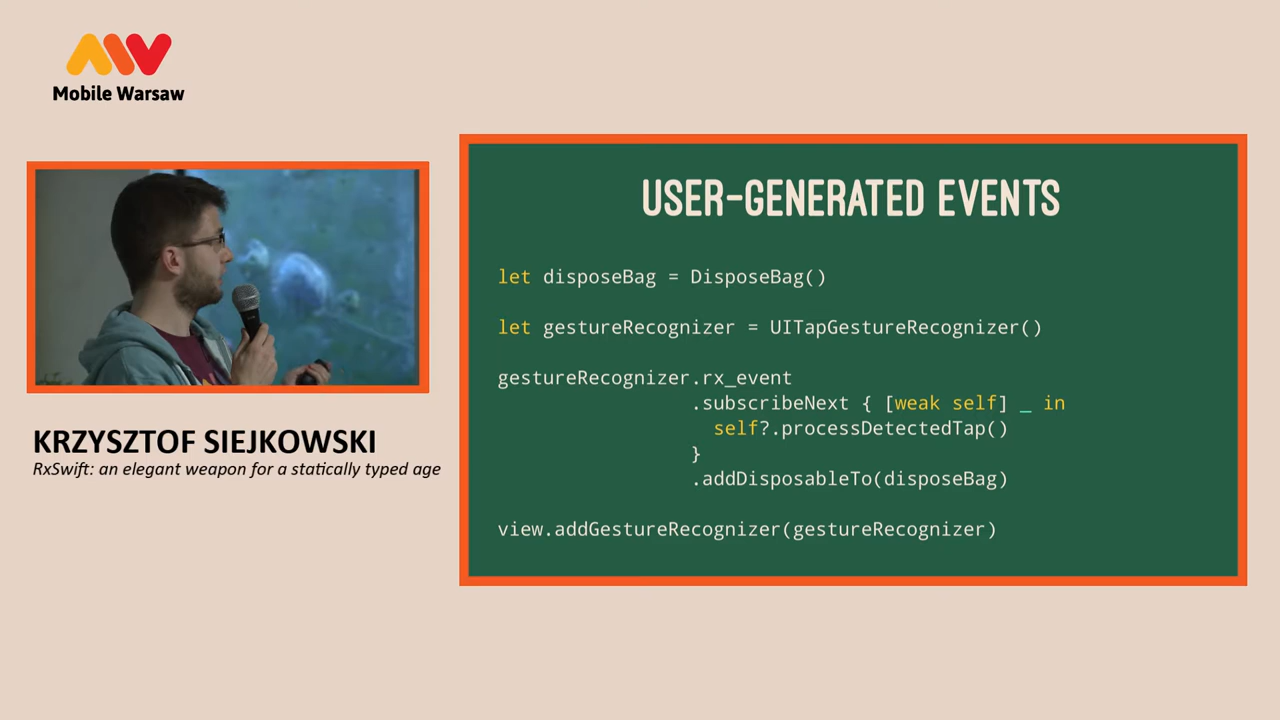 Mobile Warsaw
USER-GENERATED EVENTS
let disposeBag = DisposeBag()
let gestureRecognizer = UITapGestureRecognizer()
gestureRecognizer.rx_event
.subscribeNext { [weak self] _ in
self?.processDetectedTap()
}
.addDisposableTo(disposeBag)
view.addGestureRecognizer(gestureRecognizer)
KRZYSZTOF SIEJKOWSKI
RxSwift: an elegant weapon for a statically typed age